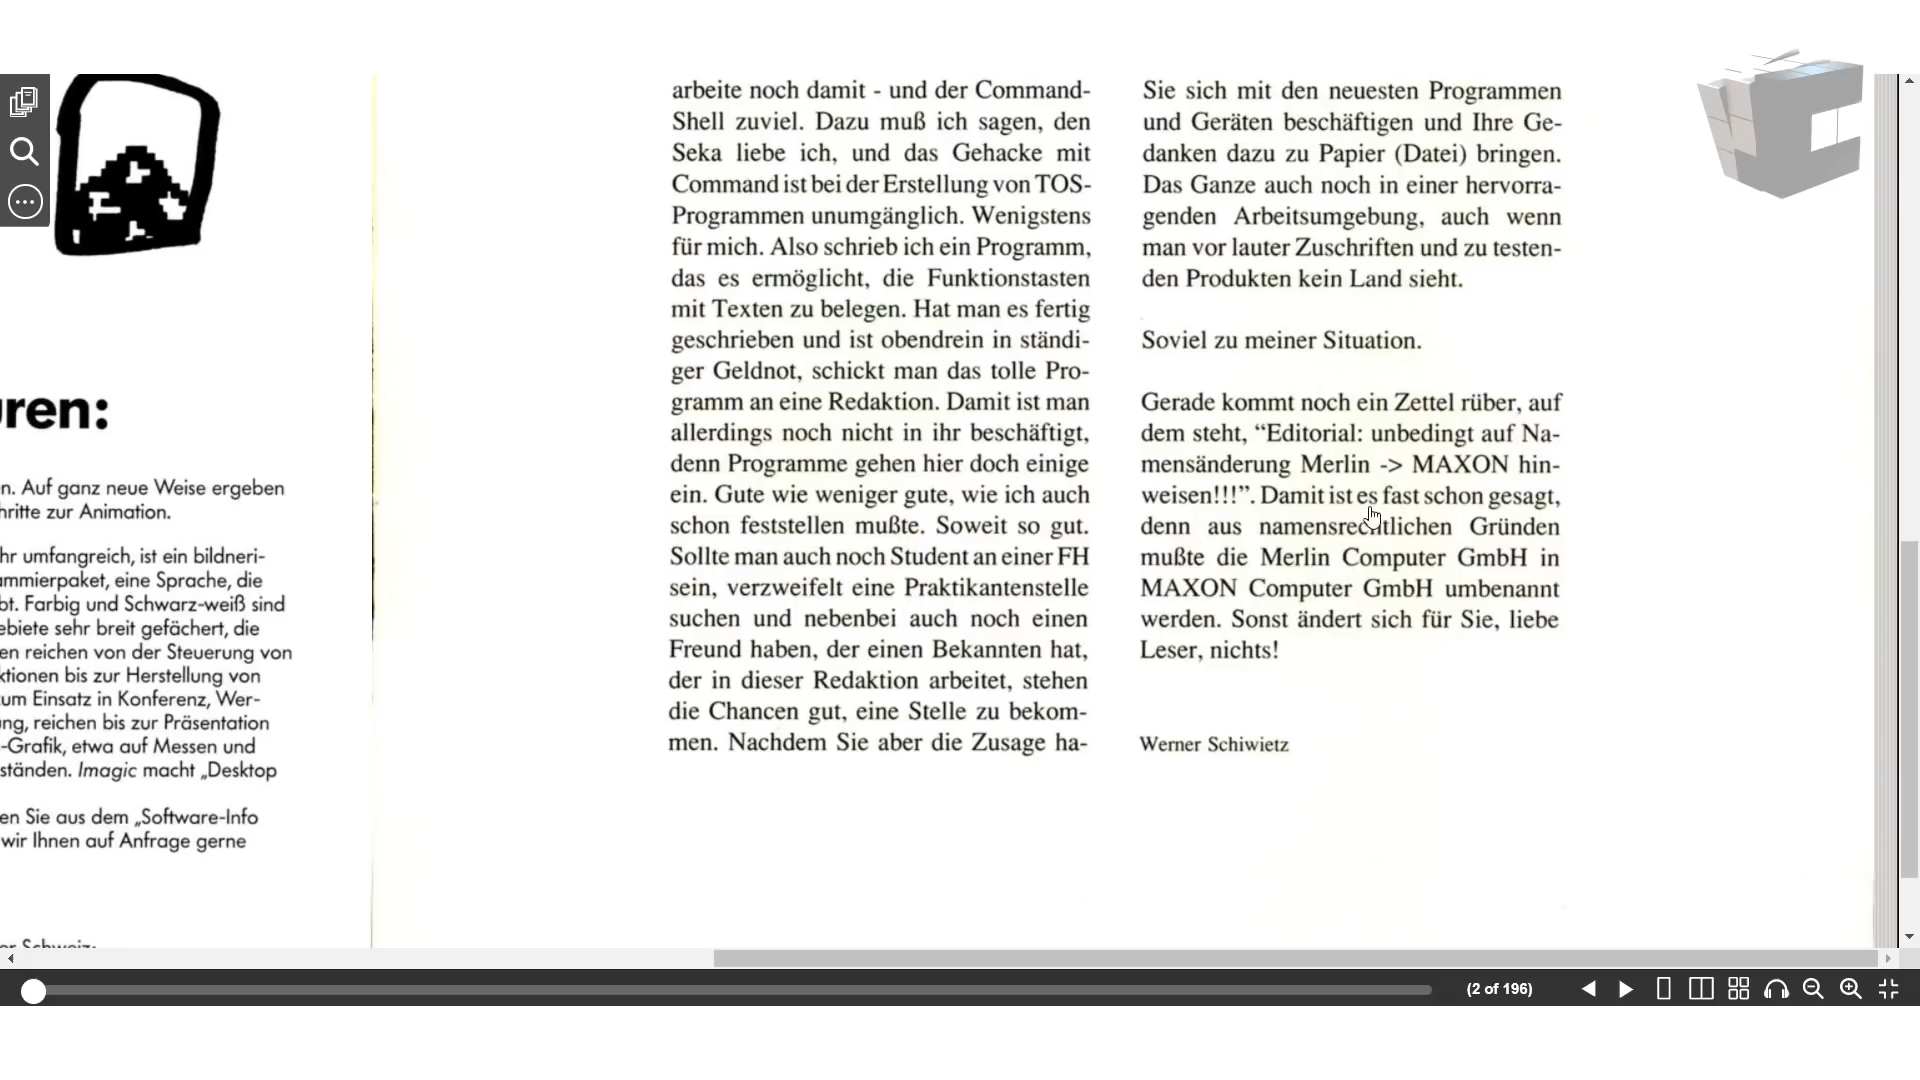 uren:
n. Auf ganz neue Weise ergeben
hritte zur Animation.
hr umfangreich, ist ein bildneri-
ammierpaket, eine Sprache, die
bt. Farbig und Schwarz-weiß sind
ebiete sehr breit gefächert, die
en reichen von der Steuerung von
ktionen bis zur Herstellung von
um Einsatz in Konferenz, Wer-
ng, reichen bis zur Präsentation
-Grafik, etwa auf Messen und
ständen. Imagic macht „Desktop
en Sie aus dem „Software-Info
wir Ihnen auf Anfrage gerne
er Schweiz:
arbeite noch damit - und der Command-
Shell zuviel. Dazu muß ich sagen, den
Seka liebe ich, und das Gehacke mit
Command ist bei der Erstellung von TOS-
Programmen unumgänglich. Wenigstens
für mich. Also schrieb ich ein Programm,
das es ermöglicht, die Funktionstasten
mit Texten zu belegen. Hat man es fertig
geschrieben und ist obendrein in ständi-
ger Geldnot, schickt man das tolle Pro-
gramm an eine Redaktion. Damit ist man
allerdings noch nicht in ihr beschäftigt,
denn Programme gehen hier doch einige
ein. Gute wie weniger gute, wie ich auch
schon feststellen mußte. Soweit so gut.
Sollte man auch noch Student an einer FH
sein, verzweifelt eine Praktikantenstelle
suchen und nebenbei auch noch einen
Freund haben, der einen Bekannten hat,
der in dieser Redaktion arbeitet, stehen
die Chancen gut, eine Stelle zu bekom-
men. Nachdem Sie aber die Zusage ha-
Sie sich mit den neuesten Programmen
und Geräten beschäftigen und Ihre Ge-
danken dazu zu Papier (Datei) bringen.
Das Ganze auch noch in einer hervorra-
genden Arbeitsumgebung, auch wenn
man vor lauter Zuschriften und zu testen-
den Produkten kein Land sieht.
Soviel zu meiner Situation.
Gerade kommt noch ein Zettel rüber, auf
dem steht, “Editorial: unbedingt auf Na-
mensänderung Merlin -> MAXON hin-
weisen!!!”. Damit ist es fast schon gesagt,
denn aus namensrechtlichen Gründen
mußte die Merlin Computer GmbH in
MAXON Computer GmbH umbenannt
werden. Sonst ändert sich für Sie, liebe
Leser, nichts!
Werner Schiwietz
(2 of 196)